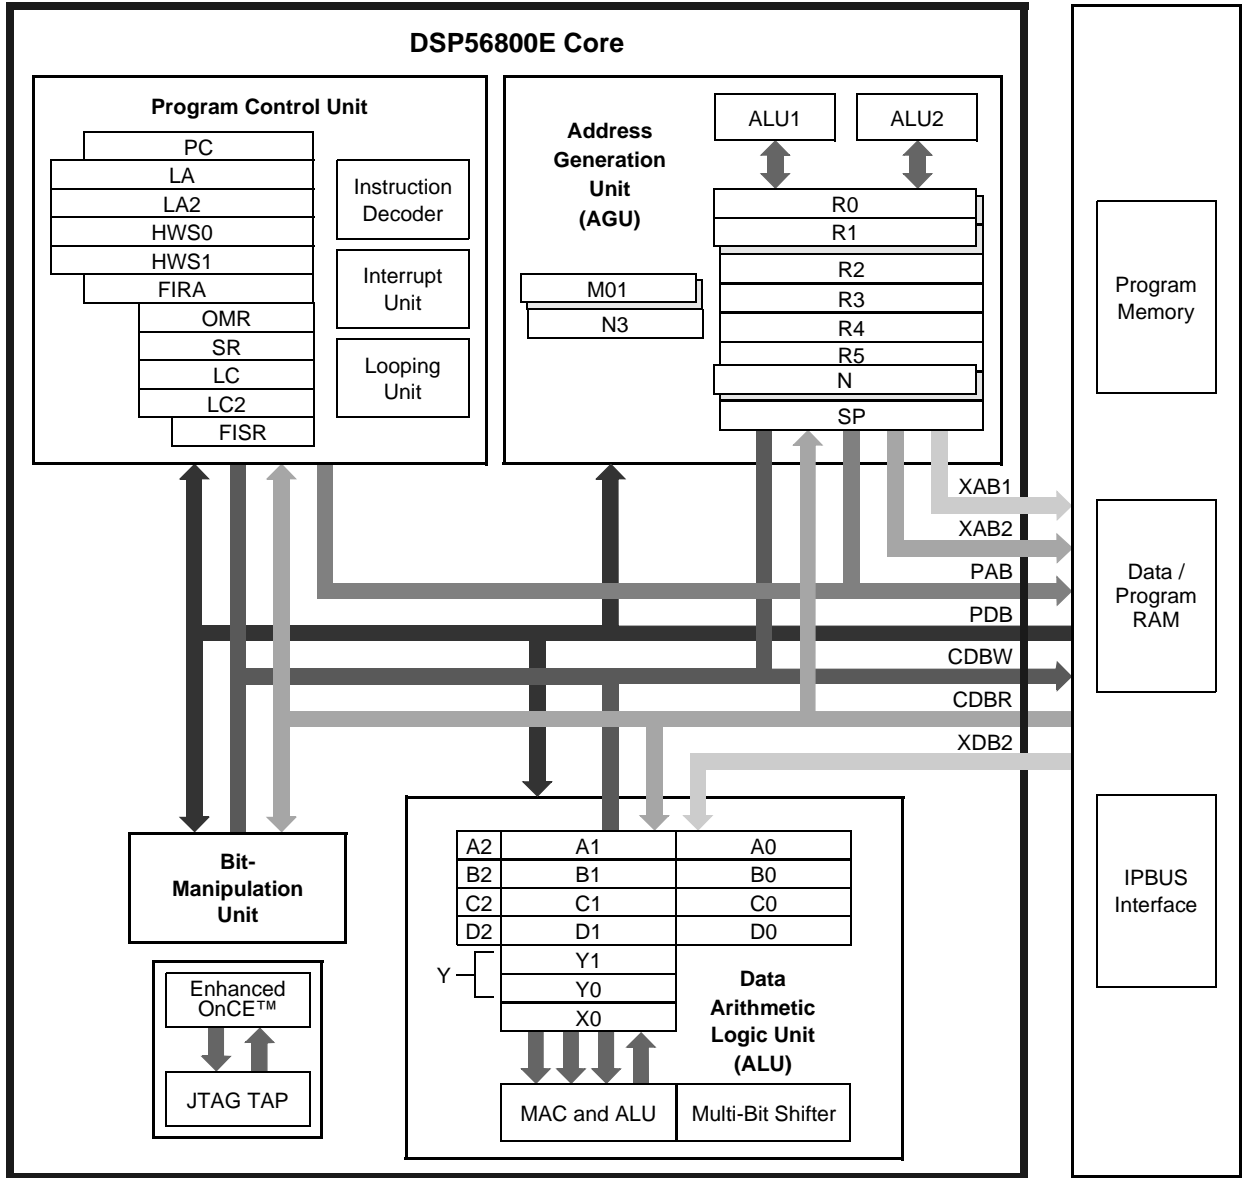 DSP56800E Core
Program Control Unit
PC
LA
LA2
HWS0
HWS1
FIRA
OMR
SR
LC
LC2
FISR
Instruction
Decoder
Interrupt
Unit
Looping
Unit
Address
Generation
Unit
(AGU)
ALU1
ALU2
R0
R1
R2
R3
R4
R5
N
SP
M01
N3
XAB1
XAB2
PAB
PDB
CDBW
CDBR
XDB2
Program
Memory
Data /
Program
RAM
IPBUS
Interface
Bit-
Manipulation
Unit
Enhanced
OnCE™
JTAG TAP
A2 A1 A0
B2 B1 B0
C2 C1 C0
D2 D1 D0
Y
Y1
Y0
X0
Data
Arithmetic
Logic Unit
(ALU)
MAC and ALU
Multi-Bit Shifter